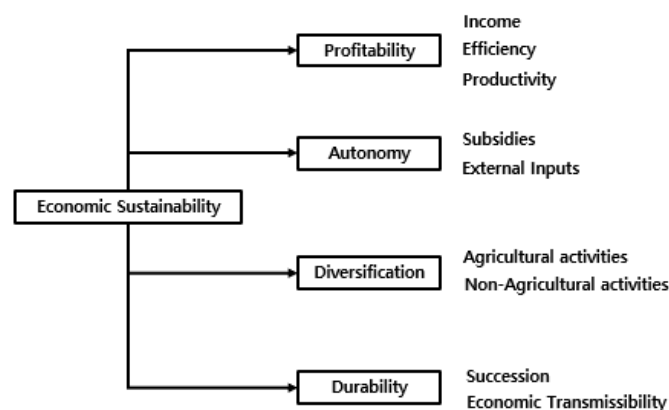 Income
Profitability
Efficiency
Productivity
Subsidies
Autonomy
External Inputs
Economic Sustainability
Agricultural activities
Diversification
Non-Agricultural activities
Succession
Durability
Economic Transmissibility